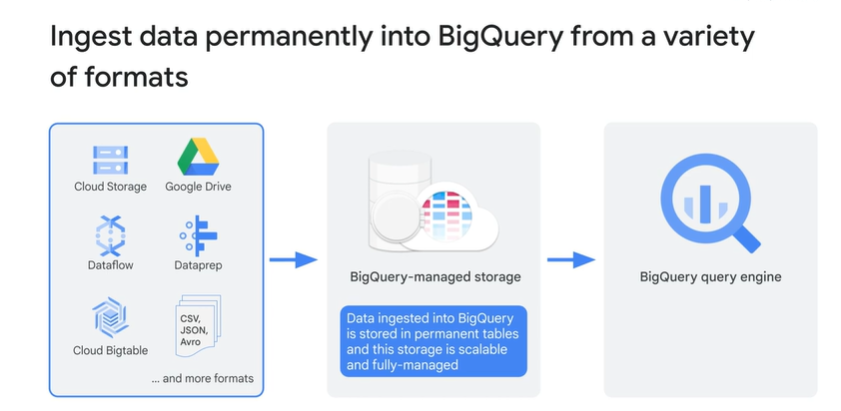 Ingest data permanently into BigQuery from a variety
of formats
Cloud Storage
Google Drive
Dataflow
Dataprep
Cloud Bigtable
CSV,
JSON,
Avro
... and more formats
BigQuery-managed storage
Data ingested into BigQuery
is stored in permanent tables
and this storage is scalable
and fully-managed
BigQuery query engine